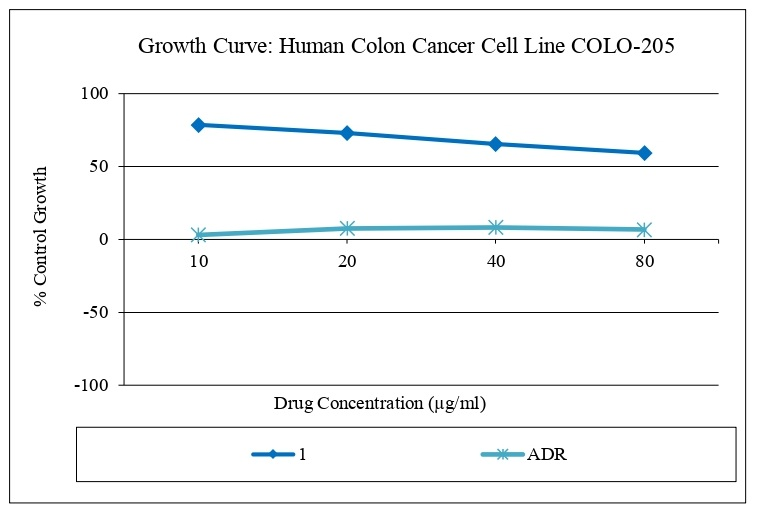 Growth Curve: Human Colon Cancer Cell Line COLO-205
100
50
0
-50
-100
% Control Growth
10 20 40 80
Drug Concentration (µg/ml)
1 ADR